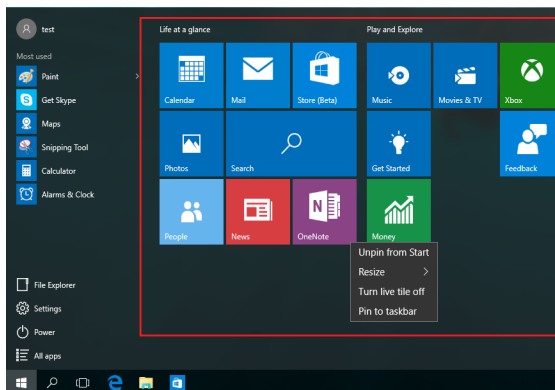 test
Most used
Paint
Get Skype
Maps
Snipping Tool
Calculator
Alarms & Clock
File Explorer
Settings
Power
All apps
Life at a glance
Calendar
Mail
Store (Beta)
Photos
Search
People
News
OneNote
Play and Explore
Music
Movies & TV
Xbox
Get Started
Feedback
Money
Unpin from Start
Resize
Turn live tile off
Pin to taskbar